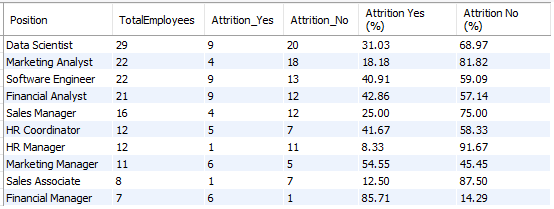 Position TotalEmployees Attrition_Yes Attrition_No Attrition Yes (%) Attrition No (%)
Data Scientist 29 9 20 31.03 68.97
Marketing Analyst 22 4 18 18.18 81.82
Software Engineer 22 9 13 40.91 59.09
Financial Analyst 21 9 12 42.86 57.14
Sales Manager 16 4 12 25.00 75.00
HR Coordinator 12 5 7 41.67 58.33
HR Manager 12 1 11 8.33 91.67
Marketing Manager 11 6 5 54.55 45.45
Sales Associate 8 1 7 12.50 87.50
Financial Manager 7 6 1 85.71 14.29